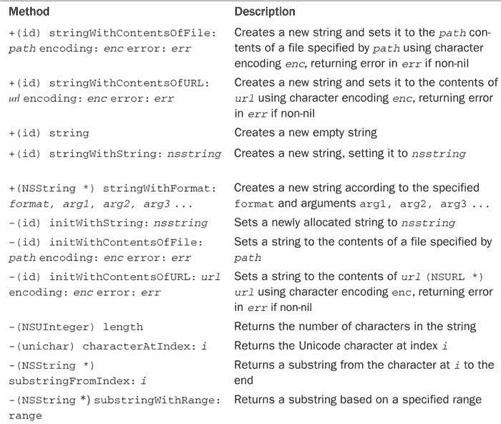 Method Description
+(id) stringWithContentsOfFile: Creates a new string and sets it to the path con-
path encoding: enc error: err tents of a file specified by path using character
encoding enc, returning error in err if non-nil
+(id) stringWithContentsOfURL: Creates a new string and sets it to the contents of
url encoding: enc error: err url using character encoding enc, returning error
in err if non-nil
+(id) string Creates a new empty string
+(id) stringWithString: nsstring Creates a new string, setting it to nsstring
+(NSString *) stringWithFormat: Creates a new string according to the specified
format, arg1, arg2, arg3 ... format and arguments arg1, arg2, arg3 ...
-(id) initWithString: nsstring Sets a newly allocated string to nsstring
-(id) initWithContentsOfFile: Sets a string to the contents of a file specified by
path encoding: enc error: err path
-(id) initWithContentsOfURL: url Sets a string to the contents of url (NSURL *)
encoding: enc error: err url using character encoding enc, returning error
in err if non-nil
-(NSUInteger) length Returns the number of characters in the string
-(unichar) characterAtIndex: i Returns the Unicode character at index i
-(NSString *) Returns a substring from the character at i to the
substringFromIndex: i end
-(NSString *) substringWithRange: Returns a substring based on a specified range
range